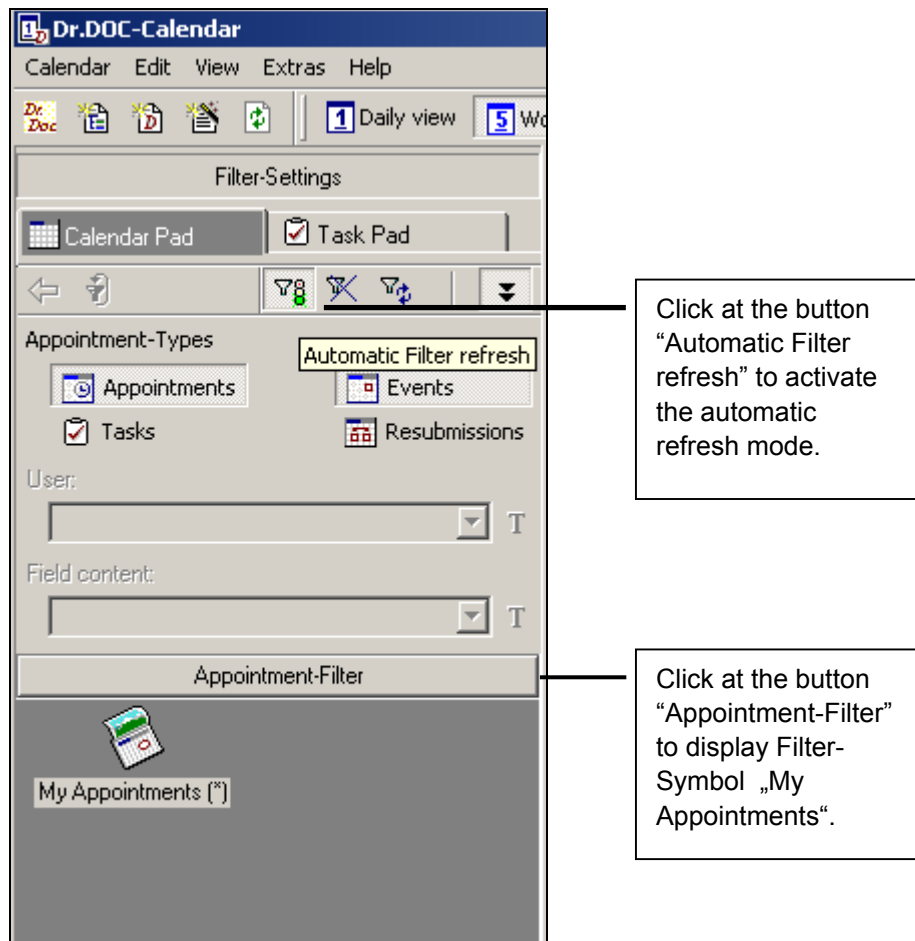 Dr.DOC-Calendar
Calendar Edit View Extras Help
Dr. Doc 1 Daily view 5 Wo
Filter-Settings
Calendar Pad Task Pad
Appointment-Types
Automatic Filter refresh
Appointments Events
Tasks Resubmissions
User:
T
Field content:
T
Appointment-Filter
My Appointments (*)
Click at the button
“Automatic Filter
refresh” to activate
the automatic
refresh mode.
Click at the button
“Appointment-Filter”
to display Filter-
Symbol „My
Appointments“.